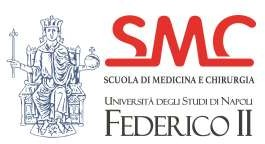 SMC
SCUOLA DI MEDICINA E CHIRURGIA
UNIVERSITÀ DEGLI STUDI DI NAPOLI
FEDERICO II